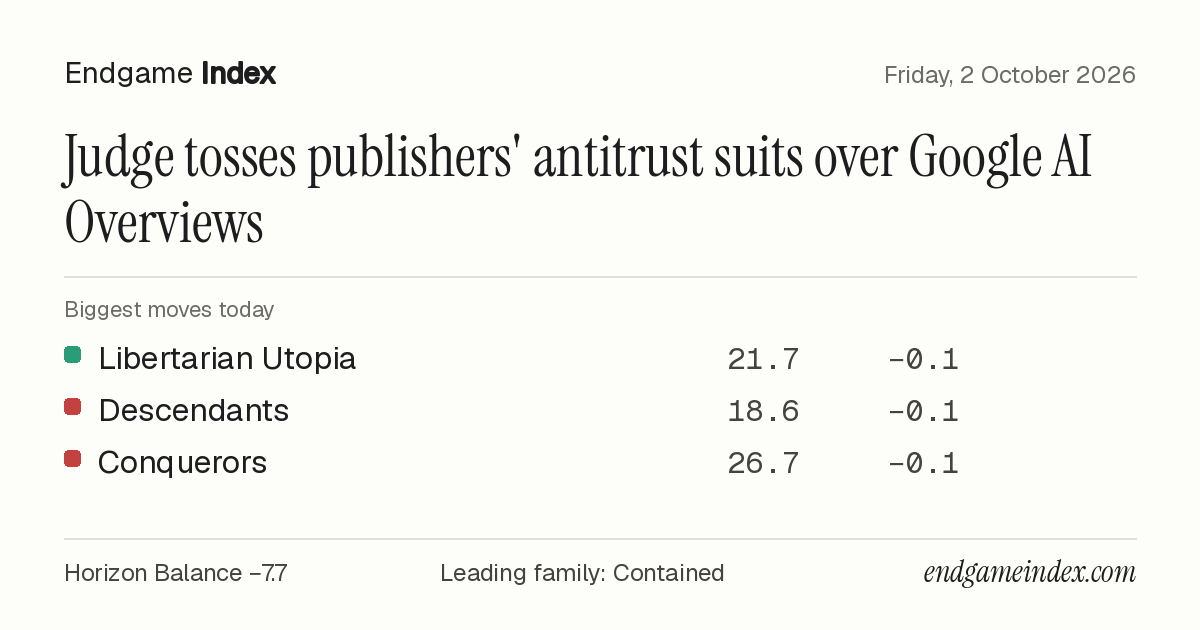 Endgame Index
Friday, 2 October 2026
Judge tosses publishers' antitrust suits over Google AI
Overviews
Biggest moves today
Libertarian Utopia 21.7 −0.1
Descendants 18.6 −0.1
Conquerors 26.7 −0.1
Horizon Balance −7.7
Leading family: Contained
endgameindex.com